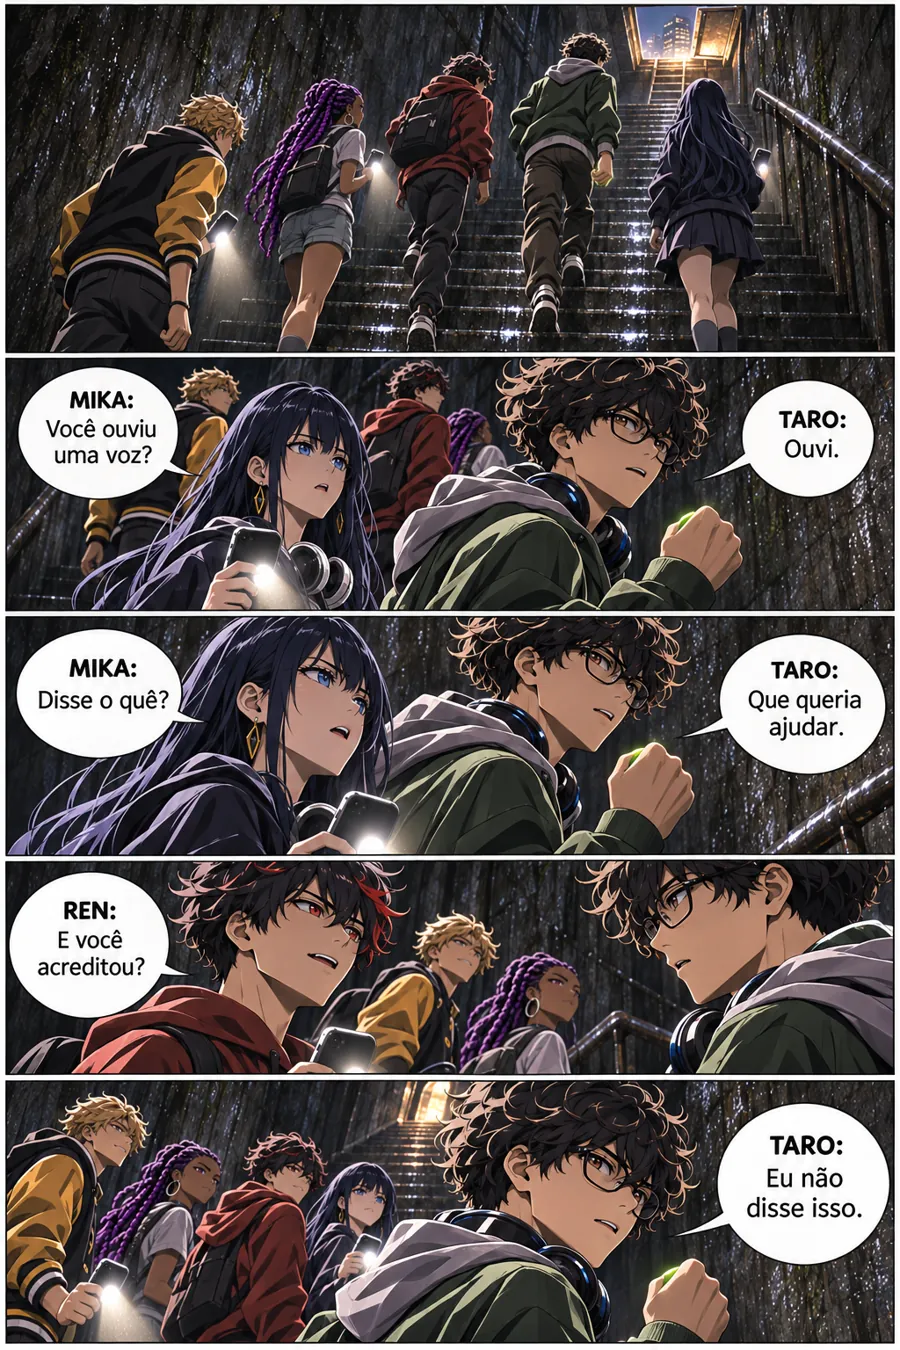 MIKA:
Você ouviu
uma voz?
TARO:
Ouvi.
MIKA:
Disse o quê?
TARO:
Que queria
ajudar.
REN:
E você
acreditou?
TARO:
Eu não
disse isso.